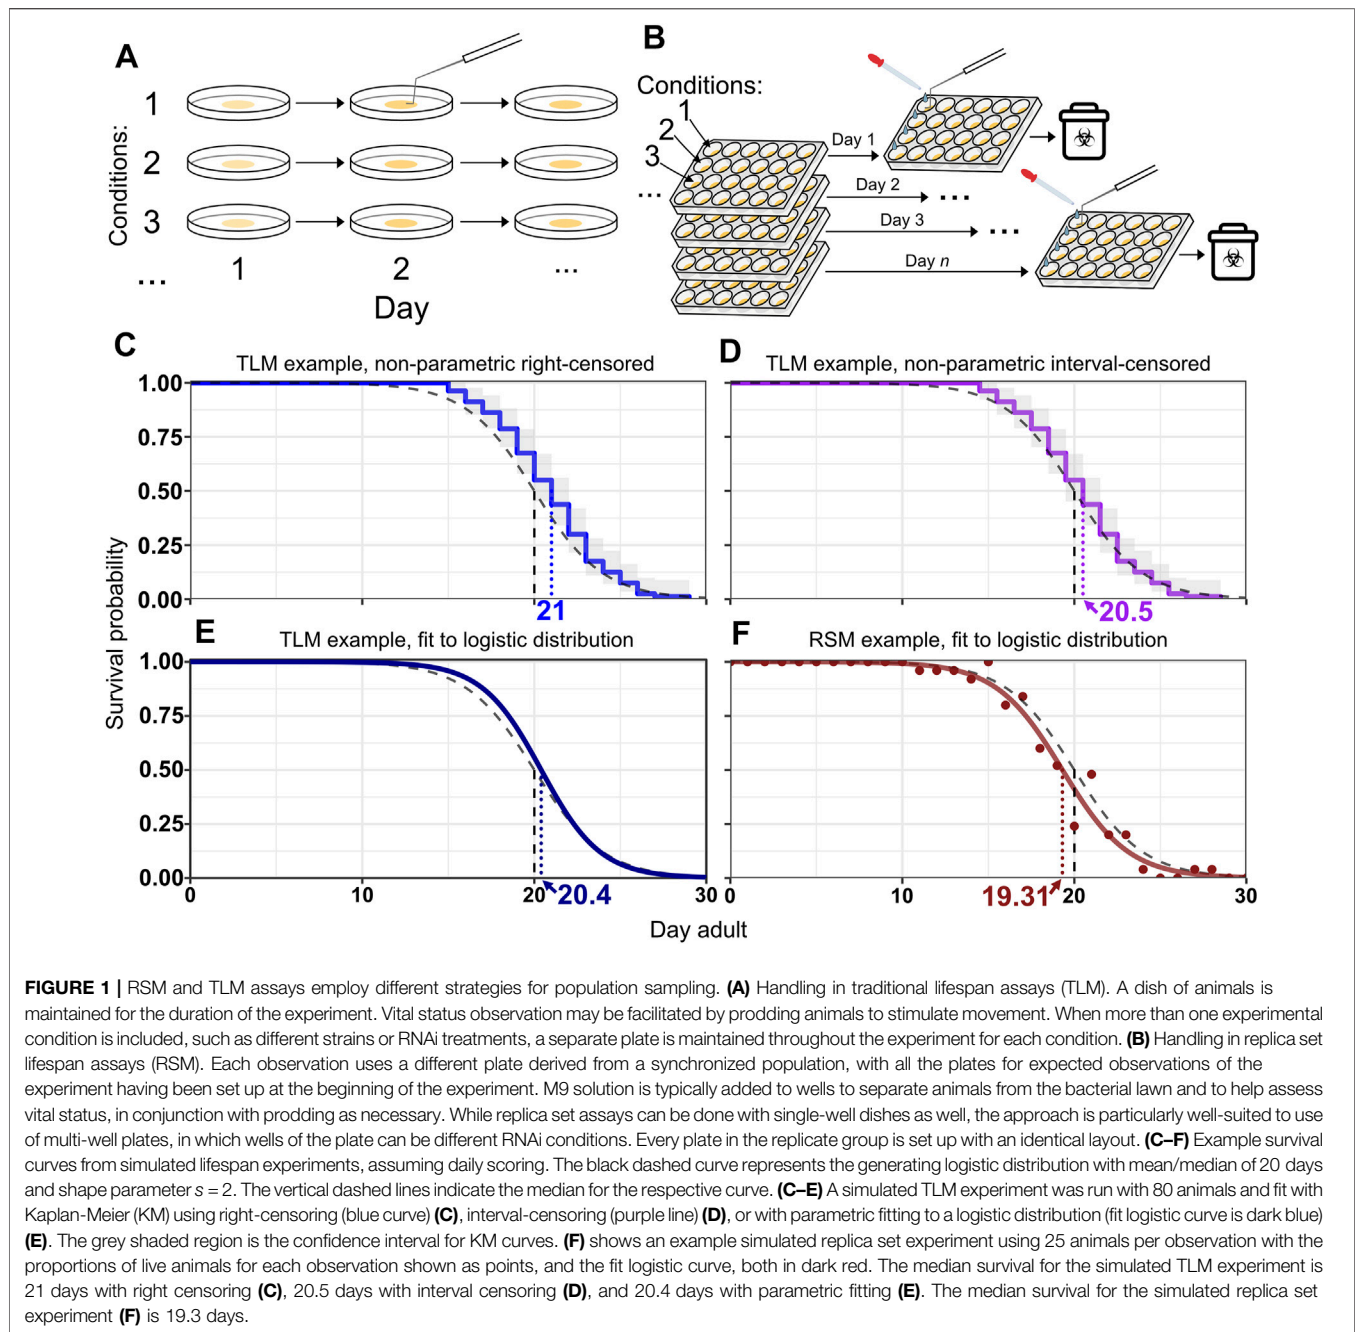 A
Conditions:
1
2
3
...
1
2
...
Day
B
Conditions:
1
2
3
...
Day 1
Day 2
...
Day 3
...
Day n
C
TLM example, non-parametric right-censored
D
TLM example, non-parametric interval-censored
Survival probability
1.00
0.75
0.50
0.25
0.00
21
20.5
E
TLM example, fit to logistic distribution
F
RSM example, fit to logistic distribution
1.00
0.75
0.50
0.25
0.00
0
10
20
30
20.4
0
10
20
30
19.31
Day adult
FIGURE 1 | RSM and TLM assays employ different strategies for population sampling. (A) Handling in traditional lifespan assays (TLM). A dish of animals is
maintained for the duration of the experiment. Vital status observation may be facilitated by prodding animals to stimulate movement. When more than one experimental
condition is included, such as different strains or RNAi treatments, a separate plate is maintained throughout the experiment for each condition. (B) Handling in replica set
lifespan assays (RSM). Each observation uses a different plate derived from a synchronized population, with all the plates for expected observations of the
experiment having been set up at the beginning of the experiment. M9 solution is typically added to wells to separate animals from the bacterial lawn and to help assess
vital status, in conjunction with prodding as necessary. While replica set assays can be done with single-well dishes as well, the approach is particularly well-suited to use
of multi-well plates, in which wells of the plate can be different RNAi conditions. Every plate in the replicate group is set up with an identical layout. (C–F) Example survival
curves from simulated lifespan experiments, assuming daily scoring. The black dashed curve represents the generating logistic distribution with mean/median of 20 days
and shape parameter s = 2. The vertical dashed lines indicate the median for the respective curve. (C–E) A simulated TLM experiment was run with 80 animals and fit with
Kaplan-Meier (KM) using right-censoring (blue curve) (C), interval-censoring (purple line) (D), or with parametric fitting to a logistic distribution (fit logistic curve is dark blue)
(E). The grey shaded region is the confidence interval for KM curves. (F) shows an example simulated replica set experiment using 25 animals per observation with the
proportions of live animals for each observation shown as points, and the fit logistic curve, both in dark red. The median survival for the simulated TLM experiment is
21 days with right censoring (C), 20.5 days with interval censoring (D), and 20.4 days with parametric fitting (E). The median survival for the simulated replica set
experiment (F) is 19.3 days.